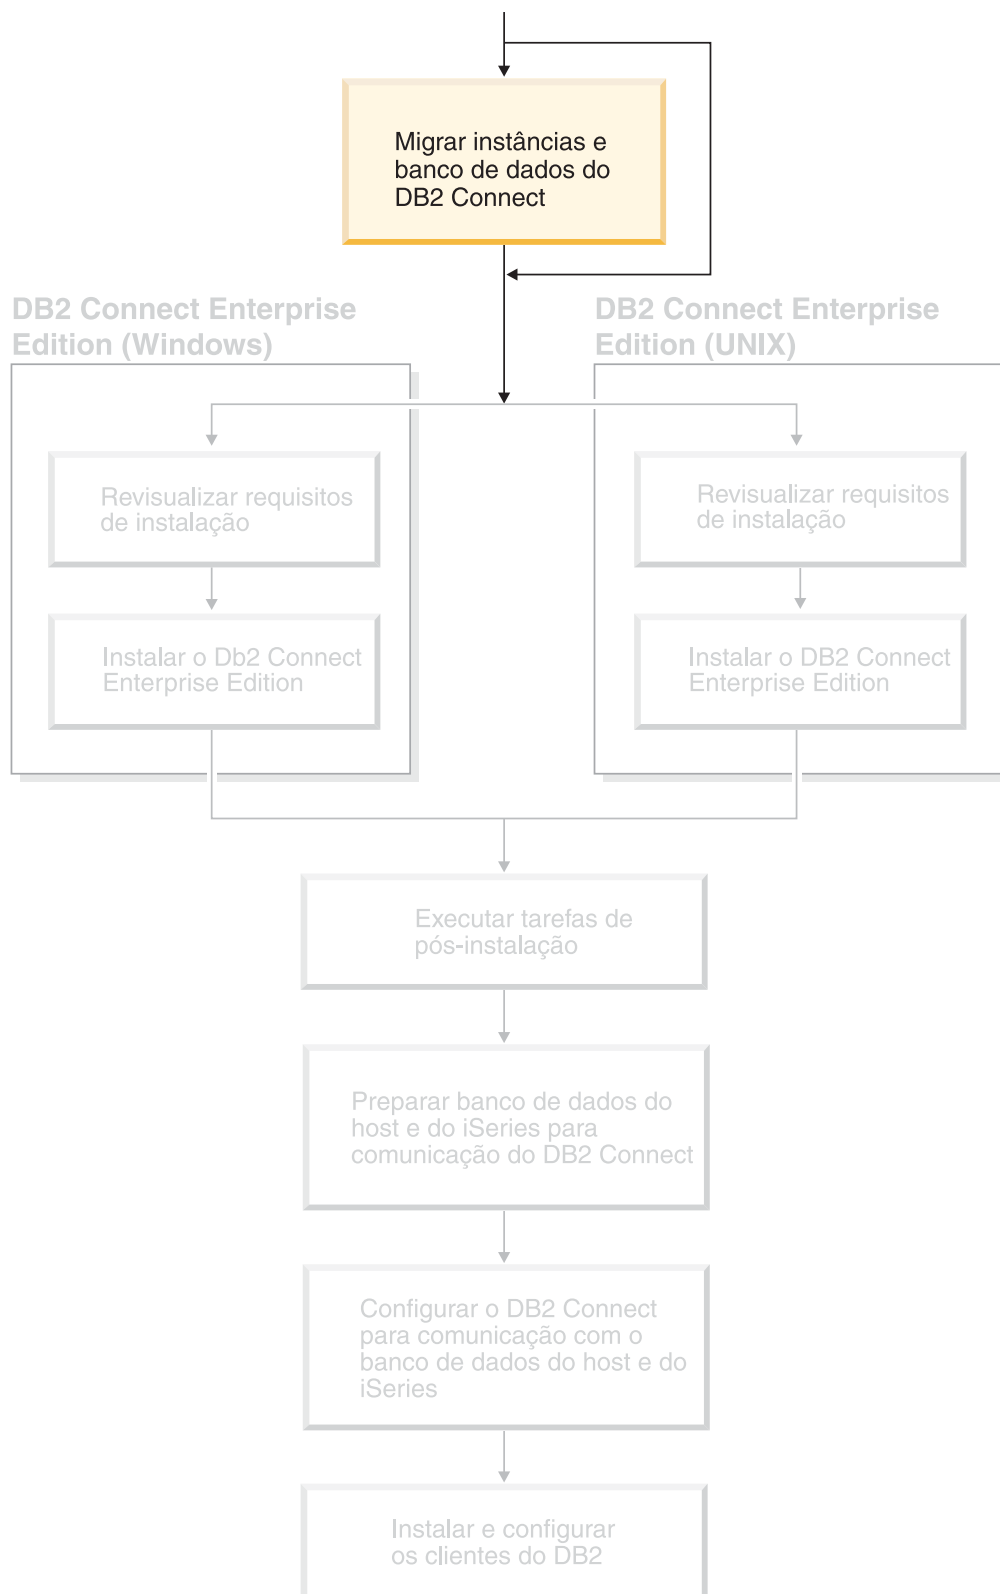 Migrar instâncias e
banco de dados do
DB2 Connect
DB2 Connect Enterprise
Edition (Windows)
DB2 Connect Enterprise
Edition (UNIX)
Revisualizar requisitos
de instalação
Revisualizar requisitos
de instalação
Instalar o Db2 Connect
Enterprise Edition
Instalar o DB2 Connect
Enterprise Edition
Executar tarefas de
pós-instalação
Preparar banco de dados do
host e do iSeries para
comunicação do DB2 Connect
Configurar o DB2 Connect
para comunicação com o
banco de dados do host e do
iSeries
Instalar e configurar
os clientes do DB2